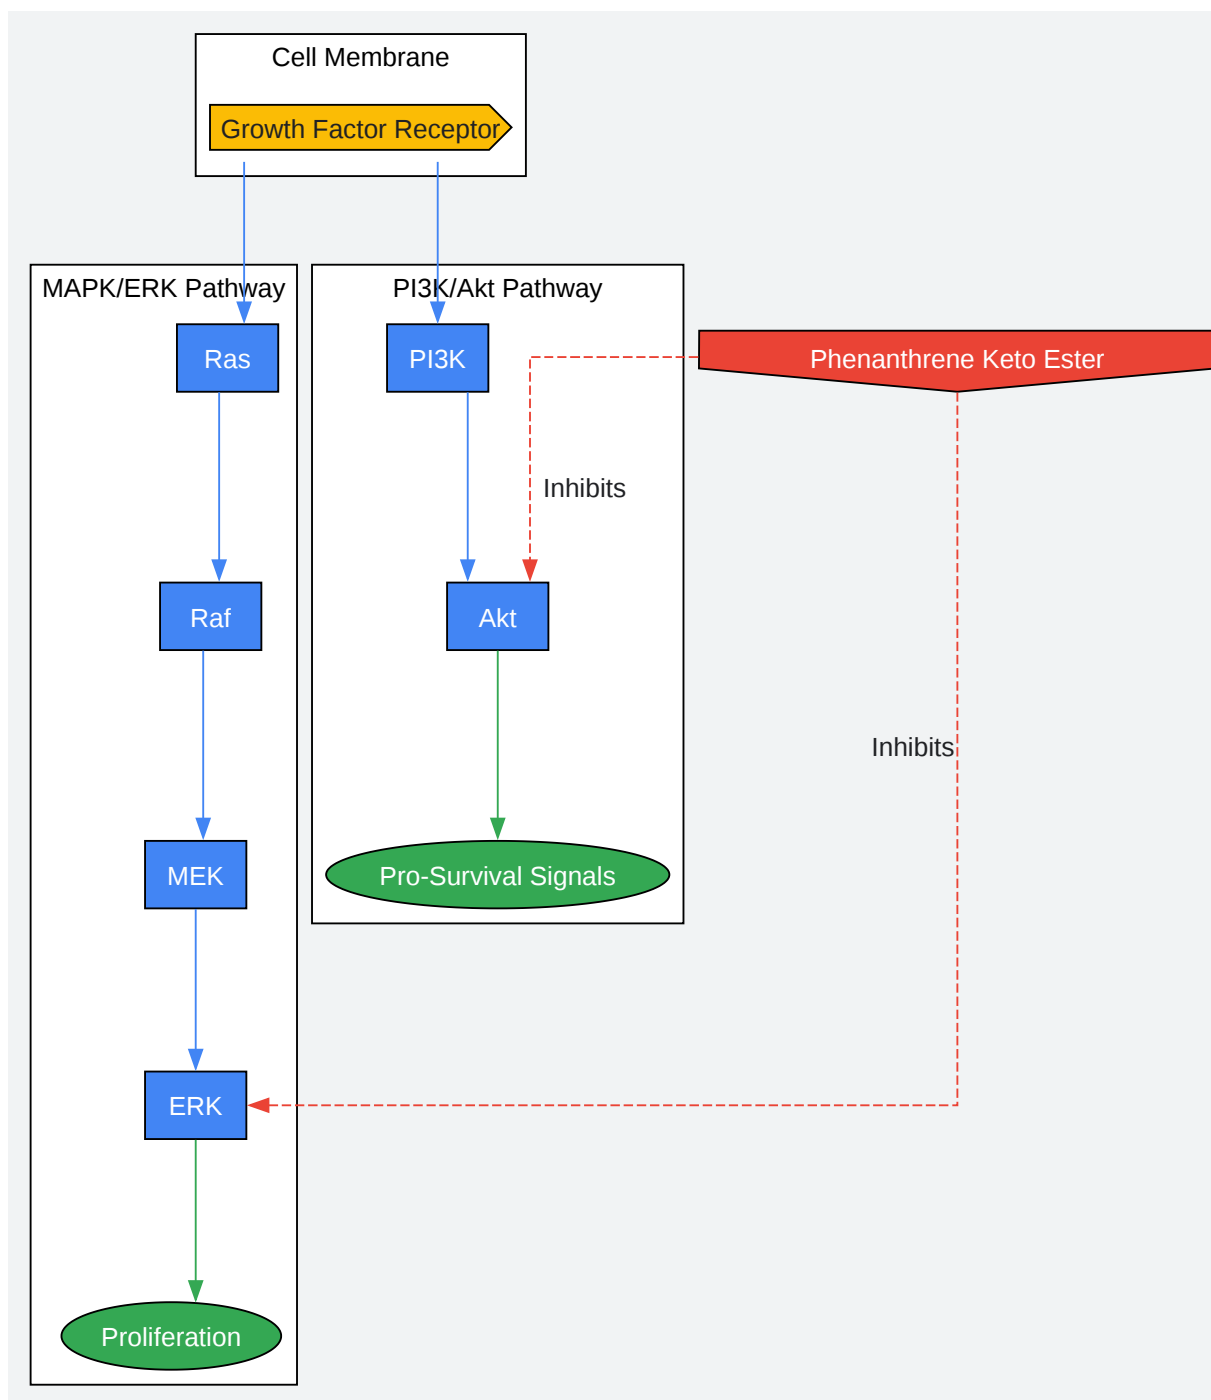 Cell Membrane
Growth Factor Receptor
MAPK/ERK Pathway
PI3K/Akt Pathway
Ras
PI3K
Phenanthrene Keto Ester
Inhibits
Raf
Akt
Inhibits
MEK
Pro-Survival Signals
ERK
Proliferation